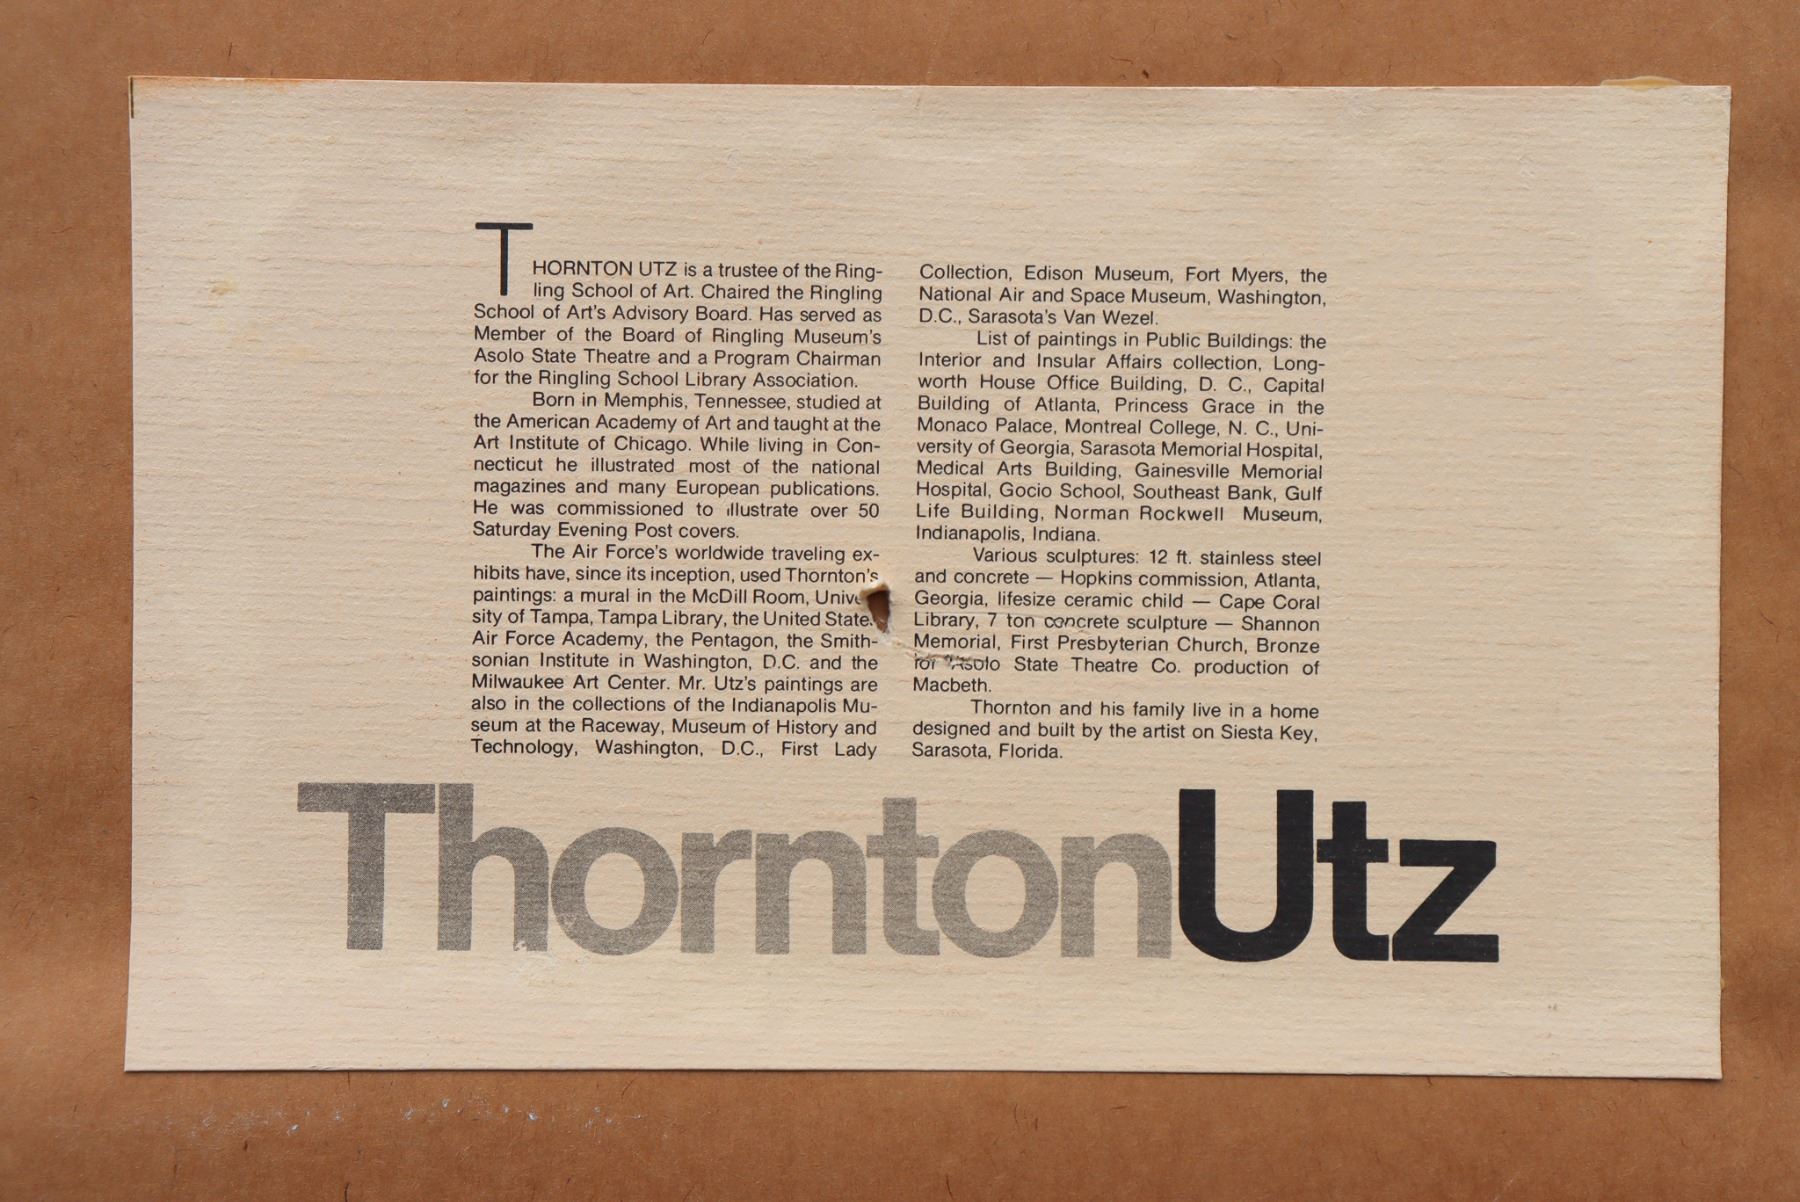 THORNTON UTZ is a trustee of the Ring-
ling School of Art. Chaired the Ringling
School of Art's Advisory Board. Has served as
Member of the Board of Ringling Museum's
Asolo State Theatre and a Program Chairman
for the Ringling School Library Association.
Born in Memphis, Tennessee, studied at
the American Academy of Art and taught at the
Art Institute of Chicago. While living in Con-
necticut he illustrated most of the national
magazines and many European publications.
He was commissioned to illustrate over 50
Saturday Evening Post covers.
The Air Force's worldwide traveling ex-
hibits have, since its inception, used Thornton's
paintings: a mural in the McDill Room, Unive
sity of Tampa, Tampa Library, the United State
Air Force Academy, the Pentagon, the Smith-
sonian Institute in Washington, D.C. and the
Milwaukee Art Center. Mr. Utz's paintings are
also in the collections of the Indianapolis Mu-
seum at the Raceway, Museum of History and
Technology, Washington, D.C., First Lady
Collection, Edison Museum, Fort Myers, the
National Air and Space Museum, Washington,
D.C., Sarasota's Van Wezel.
List of paintings in Public Buildings: the
Interior and Insular Affairs collection, Long-
worth House Office Building, D. C., Capital
Building of Atlanta, Princess Grace in the
Monaco Palace, Montreal College, N. C., Uni-
versity of Georgia, Sarasota Memorial Hospital,
Medical Arts Building, Gainesville Memorial
Hospital, Gocio School, Southeast Bank, Gulf
Life Building, Norman Rockwell Museum,
Indianapolis, Indiana.
Various sculptures: 12 ft. stainless steel
and concrete — Hopkins commission, Atlanta,
Georgia, lifesize ceramic child — Cape Coral
Library, 7 ton concrete sculpture — Shannon
Memorial, First Presbyterian Church, Bronze
for Asolo State Theatre Co. production of
Macbeth.
Thornton and his family live in a home
designed and built by the artist on Siesta Key,
Sarasota, Florida.
ThorntonUtz